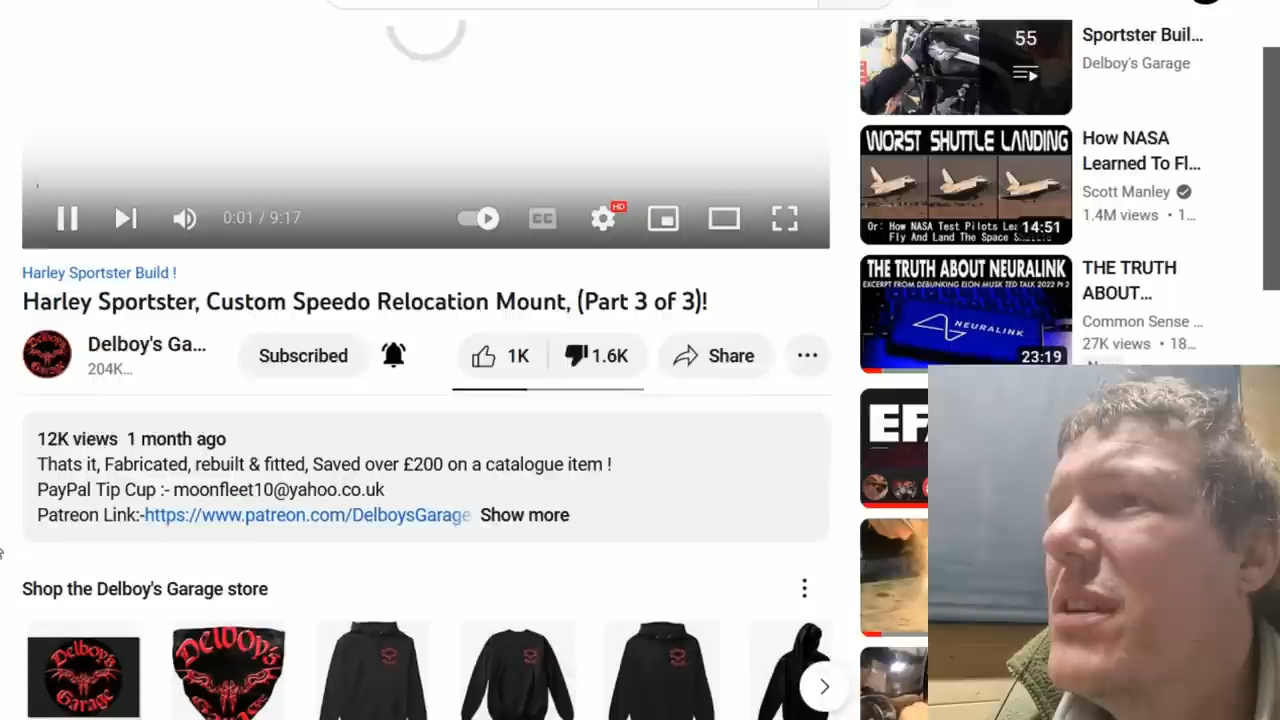 0:01 / 9:17
CC
HD
Harley Sportster Build !
Harley Sportster, Custom Speedo Relocation Mount, (Part 3 of 3)!
Delboy's Ga...
204K...
Subscribed
1K
1.6K
Share
12K views 1 month ago
Thats it, Fabricated, rebuilt & fitted, Saved over £200 on a catalogue item !
PayPal Tip Cup :- moonfleet10@yahoo.co.uk
Patreon Link:-https://www.patreon.com/DelboysGarage Show more
Shop the Delboy's Garage store
Delboy's
Garage
Delboy's
Garage
55
Sportster Buil...
Delboy's Garage
WORST SHUTTLE LANDING
Or: How NASA Test Pilots Lea
Fly And Land The Space
14:51
How NASA
Learned To Fl...
Scott Manley
1.4M views • 1...
THE TRUTH ABOUT NEURALINK
EXCERPT FROM DEBUNKING ELON MUSK TED TALK 2022 Pt 2
NEURALINK
23:19
THE TRUTH
ABOUT...
Common Sense ...
27K views • 18...